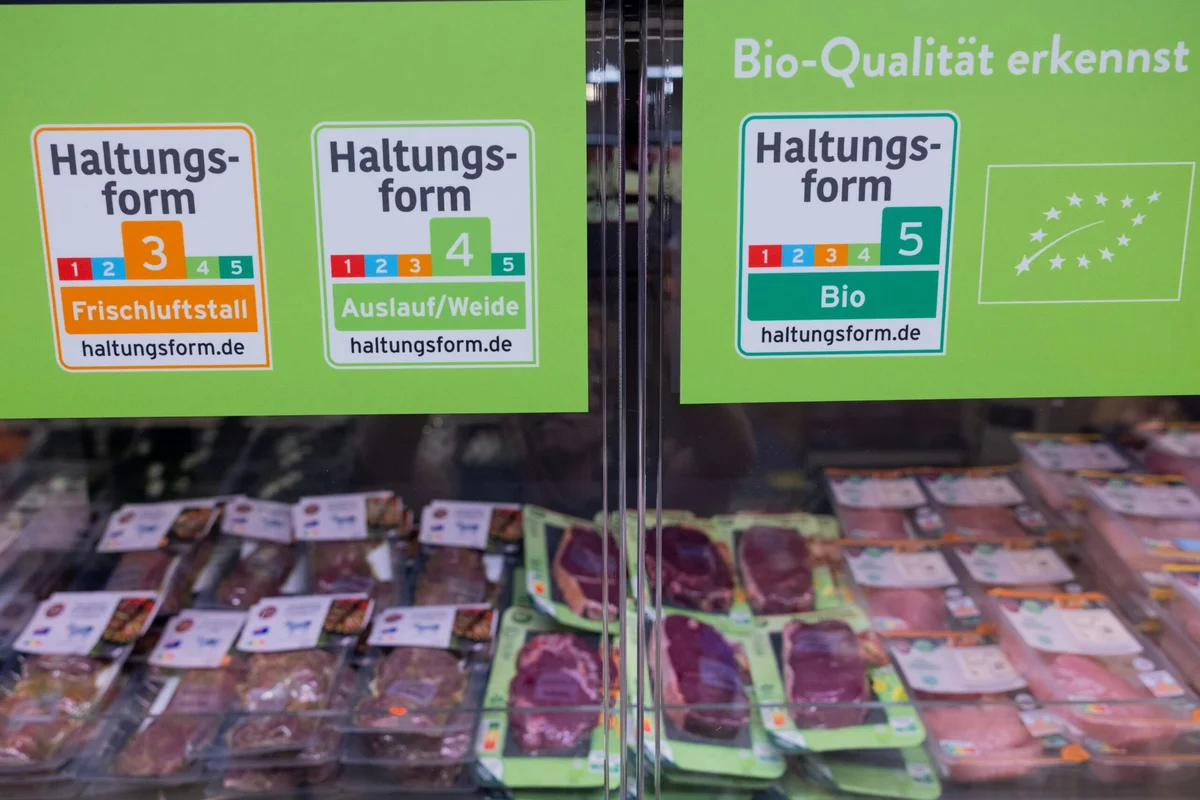 Haltungs-
form
3
1 2 4 5
Frischluftstall
haltungsform.de
Haltungs-
form
4
1 2 3 5
Auslauf/Weide
haltungsform.de
Bio-Qualität erkennst
Haltungs-
form
5
1 2 3 4
Bio
haltungsform.de